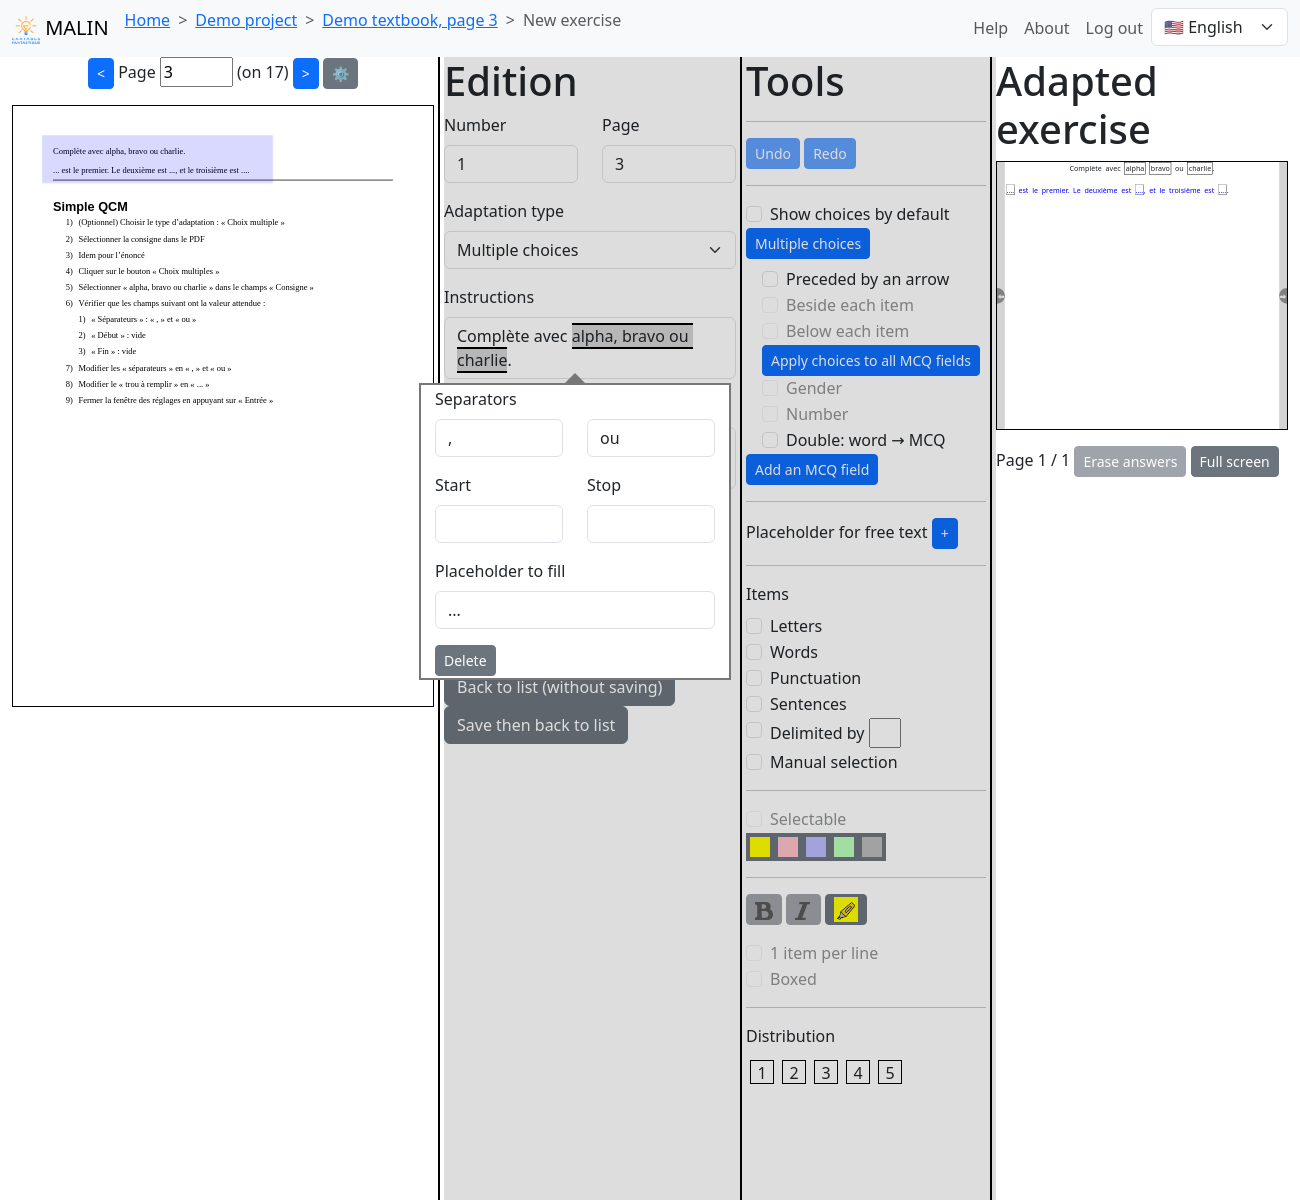 MALIN
Home > Demo project > Demo textbook, page 3 > New exercise
Help About Log out 🇺🇸 English
< Page 3 (on 17) > ⚙️
Complète avec alpha, bravo ou charlie.
... est le premier. Le deuxième est ..., et le troisième est ....
Simple QCM
1) (Optionnel) Choisir le type d'adaptation : « Choix multiple »
2) Sélectionner la consigne dans le PDF
3) Idem pour l'énoncé
4) Cliquer sur le bouton « Choix multiples »
5) Sélectionner « alpha, bravo ou charlie » dans le champs « Consigne »
6) Vérifier que les champs suivant ont la valeur attendue :
1) « Séparateurs » : « , » et « ou »
2) « Début » : vide
3) « Fin » : vide
7) Modifier les « séparateurs » en « , » et « ou »
8) Modifier le « trou à remplir » en « ... »
9) Fermer la fenêtre des réglages en appuyant sur « Entrée »
Edition
Number Page
1 3
Adaptation type
Multiple choices
Instructions
Complète avec alpha, bravo ou
charlie.
Separators
, ou
Start Stop
Placeholder to fill
...
Delete
Back to list (without saving)
Save then back to list
Tools
Undo Redo
Show choices by default
Multiple choices
Preceded by an arrow
Beside each item
Below each item
Apply choices to all MCQ fields
Gender
Number
Double: word → MCQ
Add an MCQ field
Placeholder for free text +
Items
Letters
Words
Punctuation
Sentences
Delimited by
Manual selection
Selectable
B I
1 item per line
Boxed
Distribution
1 2 3 4 5
Adapted
exercise
Complète avec alpha bravo ou charlie.
... est le premier. Le deuxième est ..., et le troisième est ....
Page 1 / 1 Erase answers Full screen